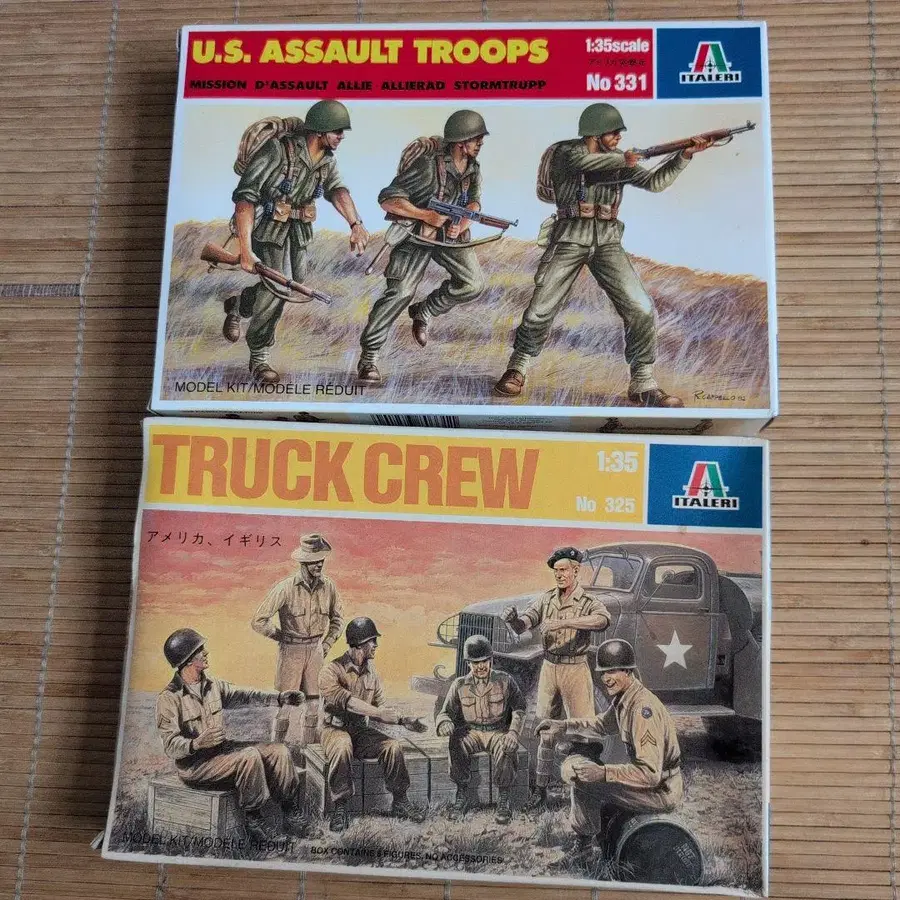 U.S. ASSAULT TROOPS
1:35scale
No 331
ITALERI
MISSION D'ASSAULT ALLIE ALLIERAD STORMTRUPP
MODEL KIT/MODELE RÉDUIT
TRUCK CREW
1:35
No 325
ITALERI
アメリカ、イギリス
MODEL KIT/MODELE RÉDUIT
BOX CONTAINS 6 FIGURES, NO ACCESSORIES